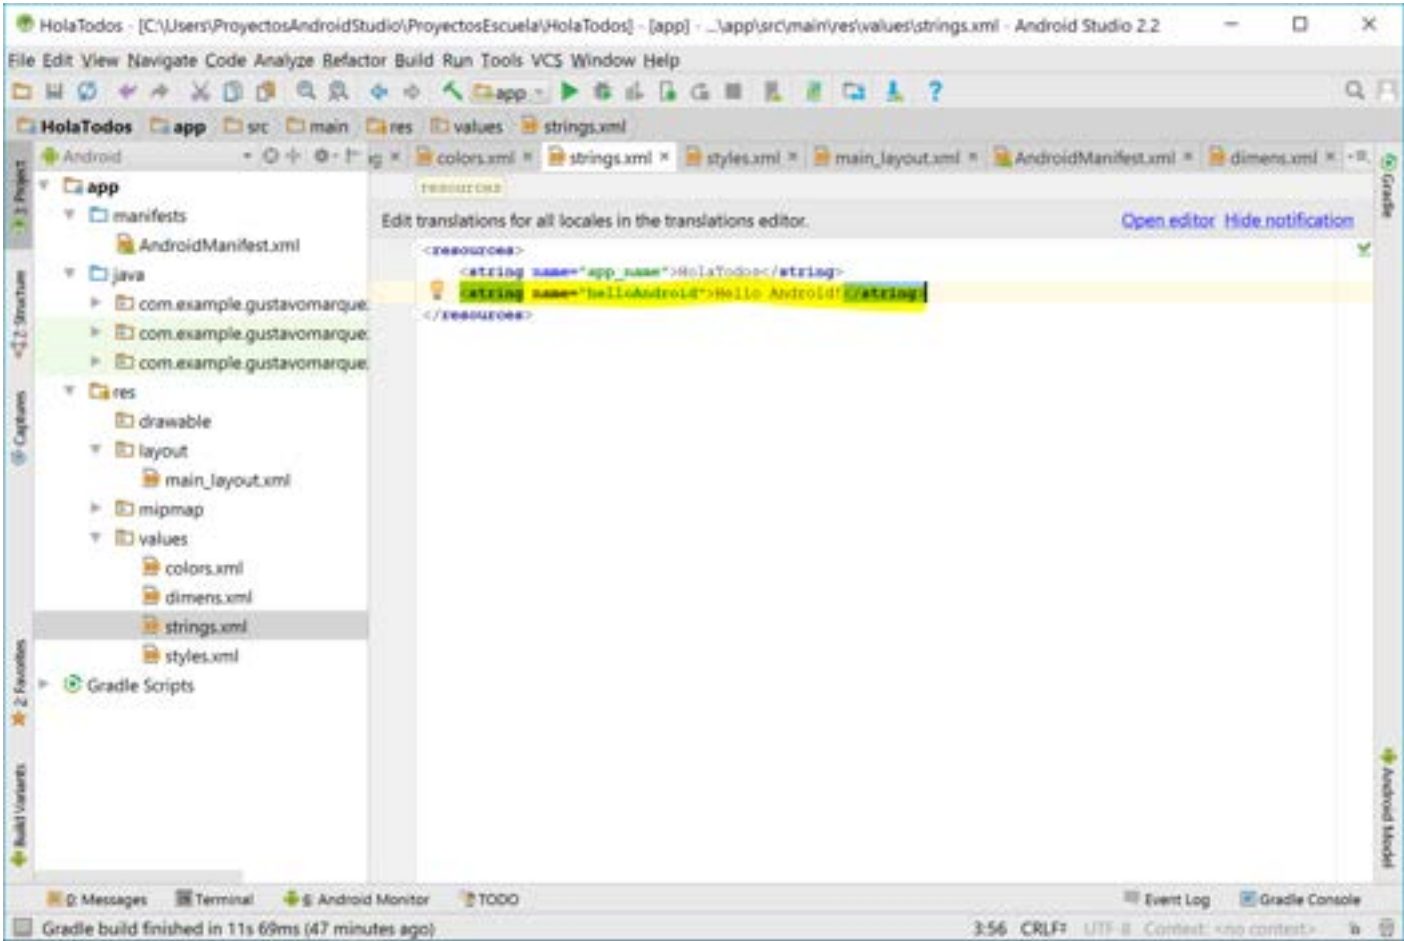 HolaTodos - [C:\Users\ProyectosAndroidStudio\ProyectosEscuela\HolaTodos] - [app] - ...\app\src\main\res\values\strings.xml - Android Studio 2.2
File Edit View Navigate Code Analyze Refactor Build Run Tools VCS Window Help
app
HolaTodos app src main res values strings.xml
Android
colors.xml strings.xml styles.xml main_layout.xml AndroidManifest.xml dimens.xml
resources
Edit translations for all locales in the translations editor. Open editor Hide notification
<resources>
<string name="app_name">HolaTodos</string>
<string name="helloAndroid">Hello Android!</string>
</resources>
app
manifests
AndroidManifest.xml
java
com.example.gustavomarque
com.example.gustavomarque
com.example.gustavomarque
res
drawable
layout
main_layout.xml
mipmap
values
colors.xml
dimens.xml
strings.xml
styles.xml
Gradle Scripts
1: Project
7: Structure
Captures
2: Favorites
Build Variants
Gradle
Android Model
0: Messages Terminal 6: Android Monitor TODO Event Log Gradle Console
Gradle build finished in 11s 69ms (47 minutes ago) 3:56 CRLF UTF-8 Context: <no context>